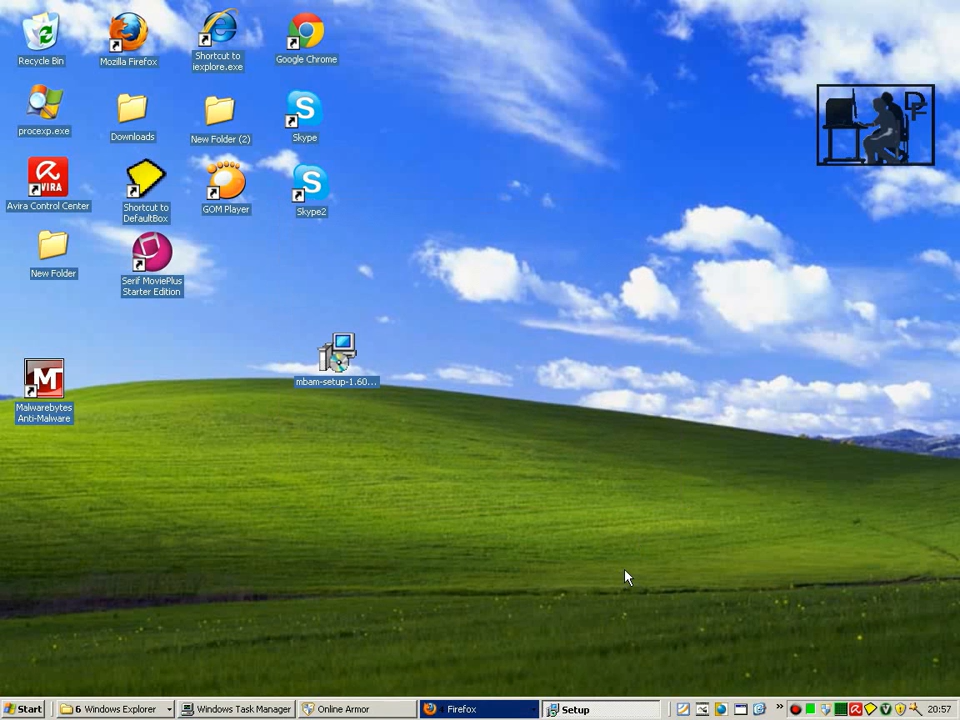 Recycle Bin
Mozilla Firefox
Shortcut to
iexplore.exe
Google Chrome
procexp.exe
Downloads
New Folder (2)
S
Skype
AVIRA
Avira Control Center
Shortcut to
DefaultBox
GOM Player
S
Skype2
New Folder
Serif MoviePlus
Starter Edition
mbam-setup-1.60...
M
Malwarebytes
Anti-Malware
DF
Start
6 Windows Explorer
Windows Task Manager
Online Armor
Firefox
Setup
20:57